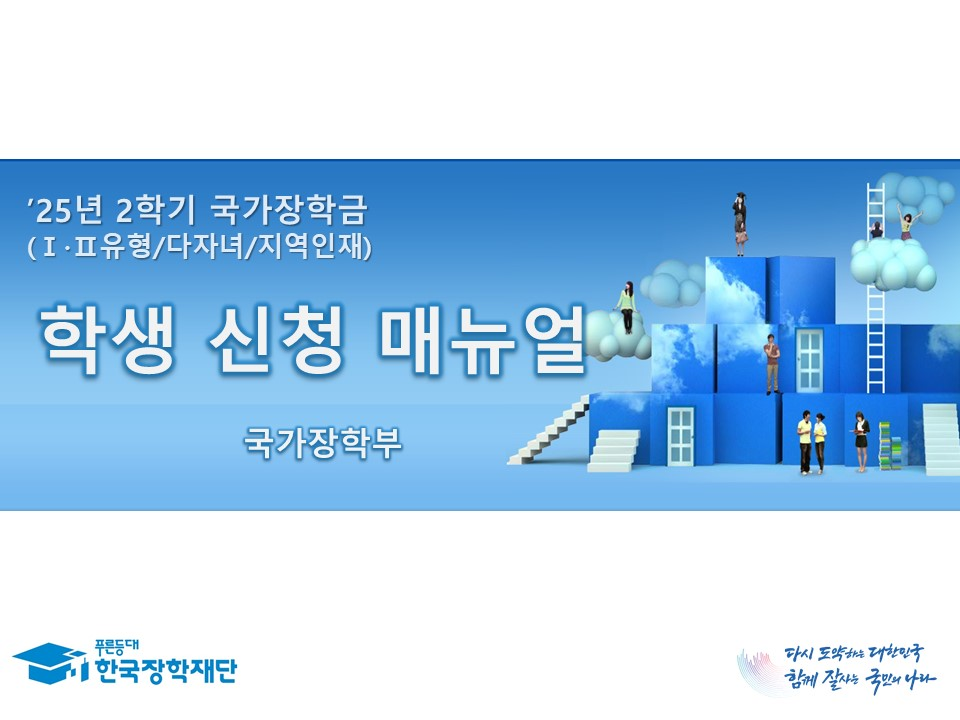 ’25년 2학기 국가장학금
(Ⅰ·Ⅱ유형/다자녀/지역인재)
학생 신청 매뉴얼
국가장학부
푸른등대
한국장학재단
다시 도약하는 대한민국
함께 잘사는 국민의 나라